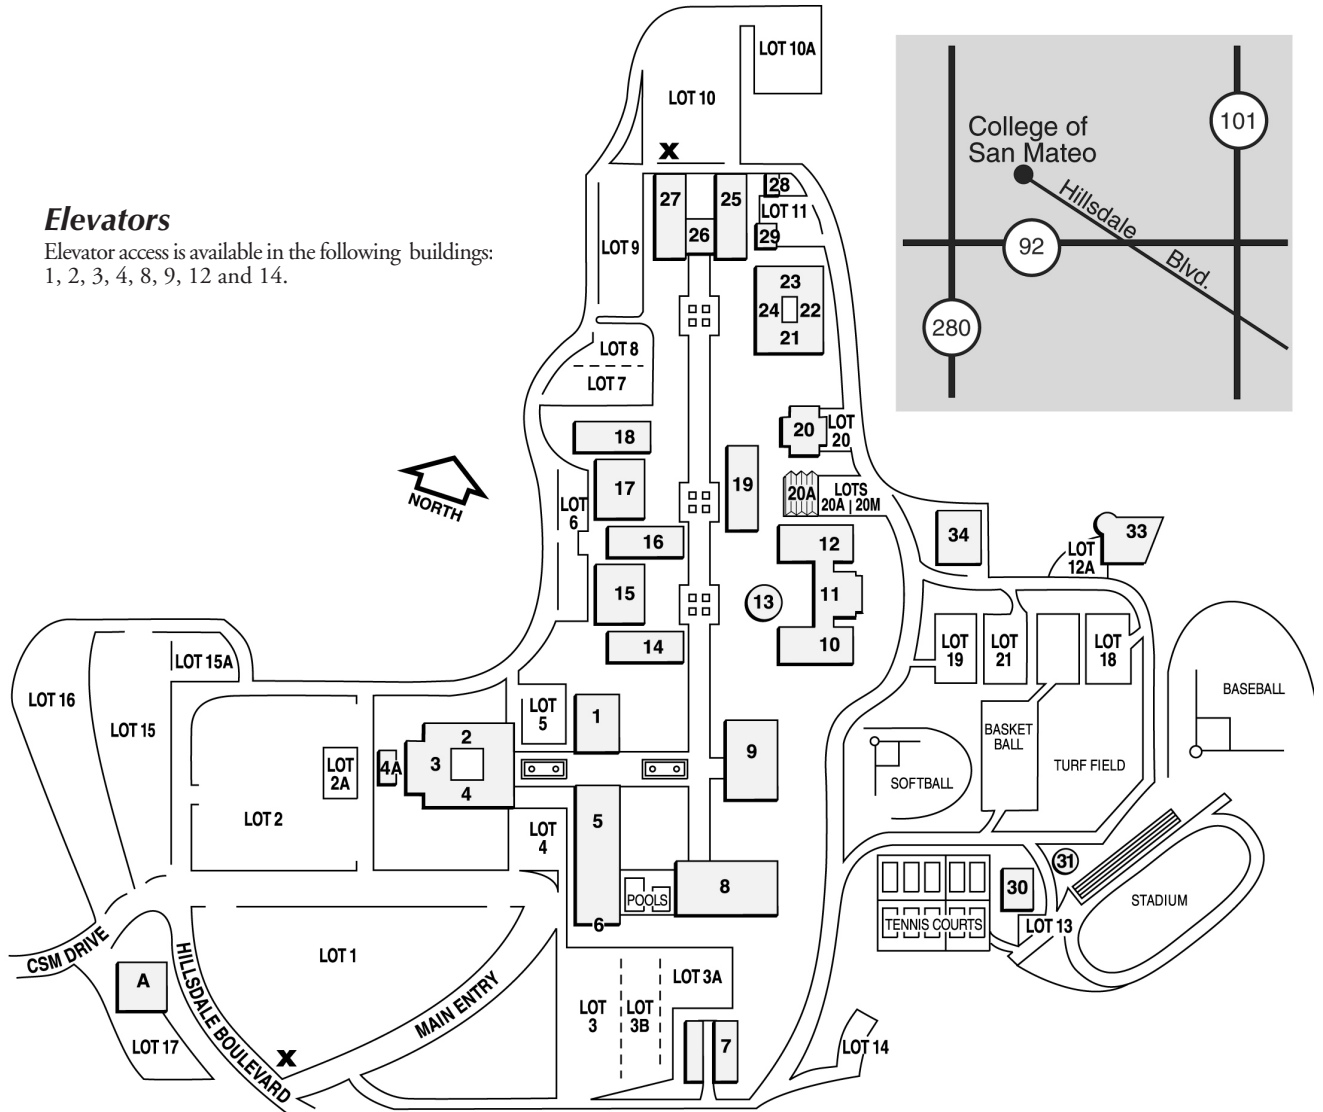 LOT 10A
LOT 10
X
101
College of
San Mateo
Hillsdale
Blvd.
92
280
Elevators
Elevator access is available in the following buildings:
1, 2, 3, 4, 8, 9, 12 and 14.
27
25
28
LOT 11
26
29
LOT 9
23
24
22
21
LOT 8
LOT 7
18
20
LOT
20
NORTH
17
LOT
6
19
20A
LOTS
20A | 20M
16
12
34
33
LOT
12A
15
13
11
14
10
LOT
19
LOT
21
LOT
18
LOT 15A
LOT 16
LOT 15
LOT
5
1
BASEBALL
2
3
4
4A
LOT
2A
9
BASKET
BALL
TURF FIELD
SOFTBALL
LOT 2
5
LOT
4
8
POOLS
6
31
30
STADIUM
TENNIS COURTS
LOT 13
CSM DRIVE
HILLSDALE BOULEVARD
LOT 1
MAIN ENTRY
A
LOT 17
X
LOT 3A
LOT
3
LOT
3B
7
LOT 14